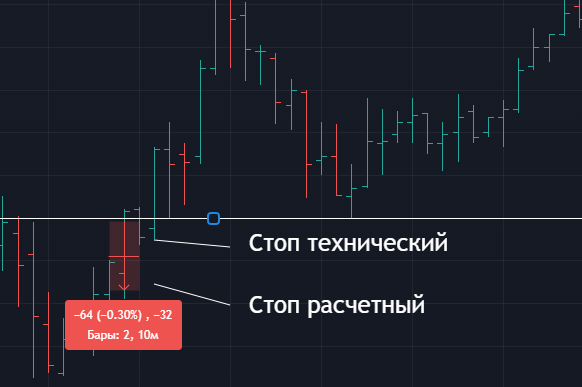 Стоп технический
Стоп расчетный
−64 (−0.30%) , −32
Бары: 2, 10м